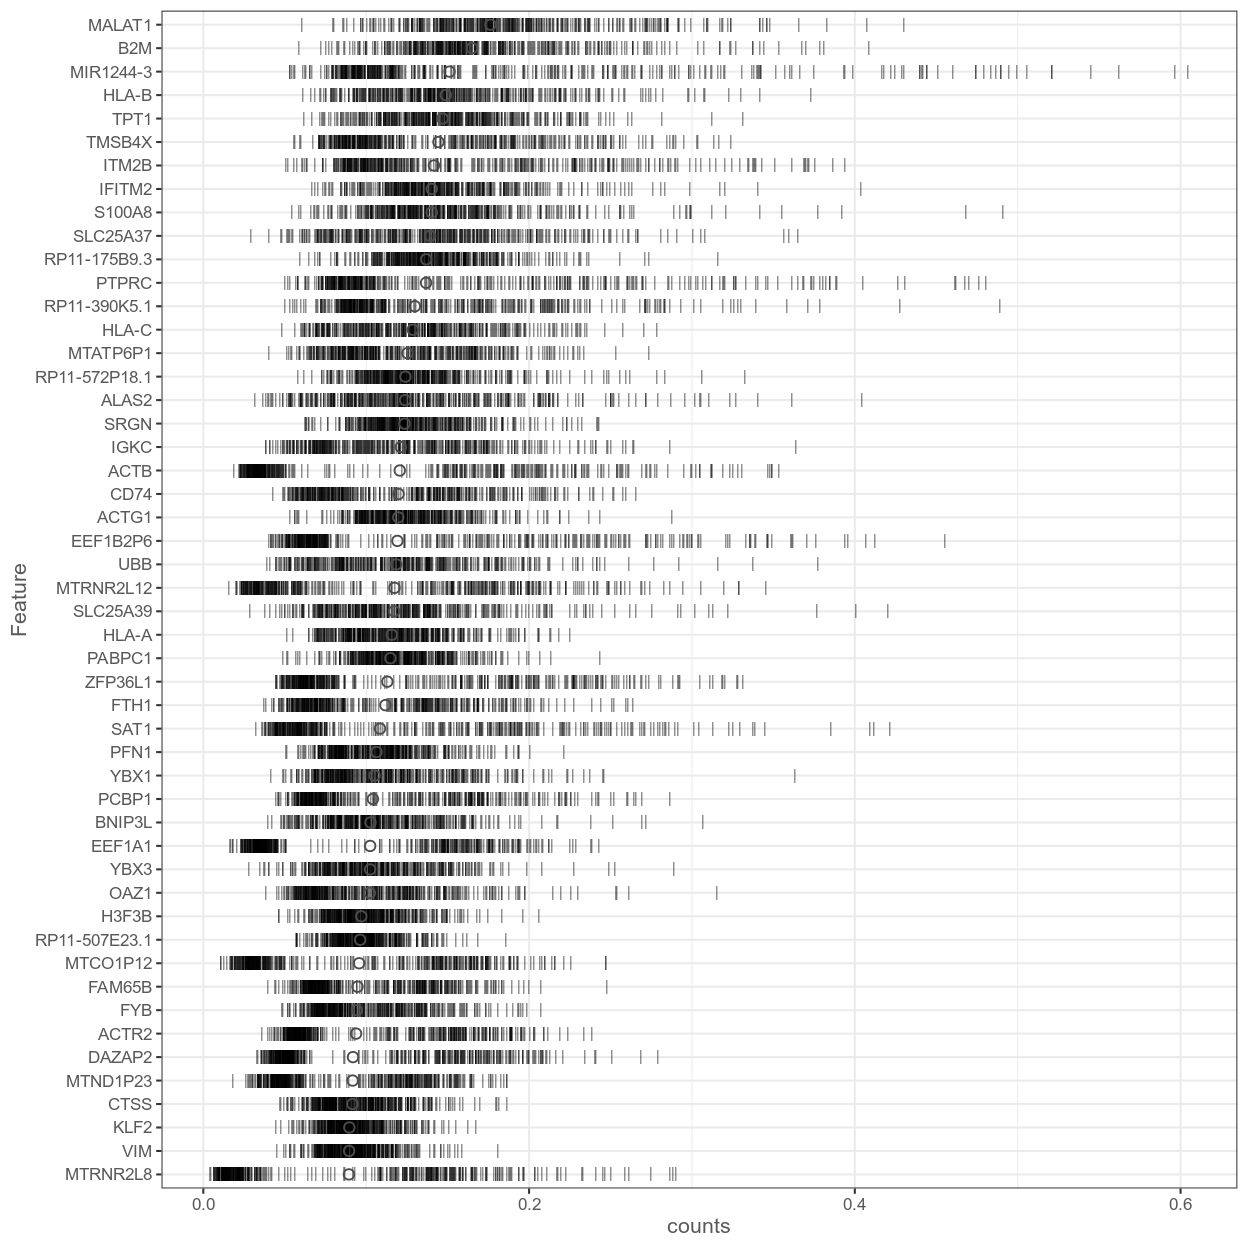 MALAT1
B2M
MIR1244-3
HLA-B
TPT1
TMSB4X
ITM2B
IFITM2
S100A8
SLC25A37
RP11-175B9.3
PTPRC
RP11-390K5.1
HLA-C
MTATP6P1
RP11-572P18.1
ALAS2
SRGN
IGKC
ACTB
CD74
ACTG1
EEF1B2P6
UBB
MTRNR2L12
SLC25A39
HLA-A
PABPC1
ZFP36L1
FTH1
SAT1
PFN1
YBX1
PCBP1
BNIP3L
EEF1A1
YBX3
OAZ1
H3F3B
RP11-507E23.1
MTCO1P12
FAM65B
FYB
ACTR2
DAZAP2
MTND1P23
CTSS
KLF2
VIM
MTRNR2L8
Feature
0.0 0.2 0.4 0.6
counts